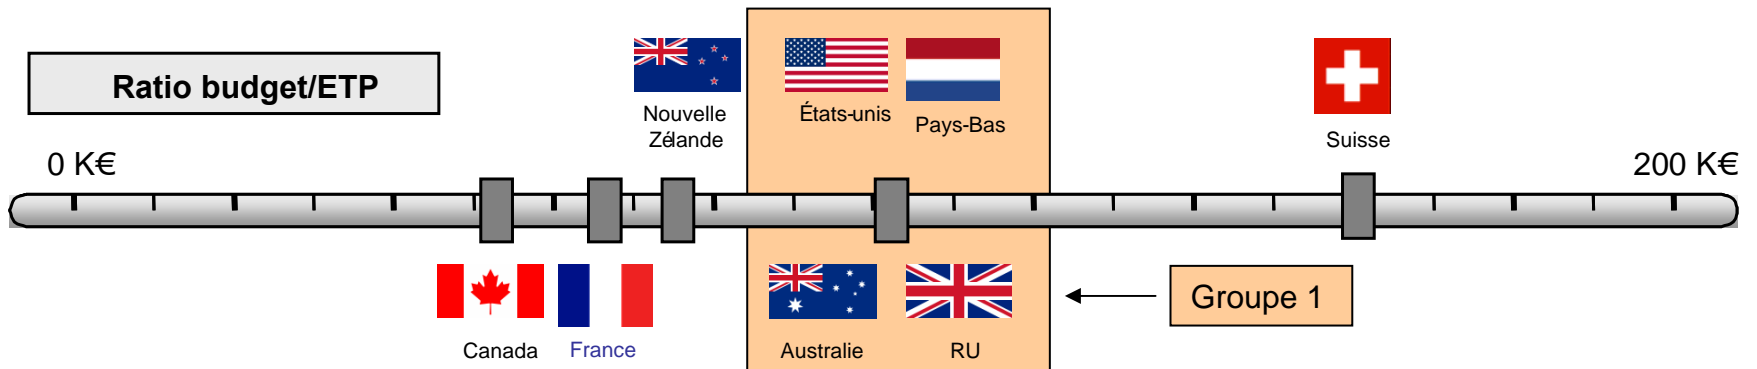 Ratio budget/ETP
Nouvelle
Zélande
États-unis
Pays-Bas
Suisse
0 K€
200 K€
Canada
France
Australie
RU
Groupe 1